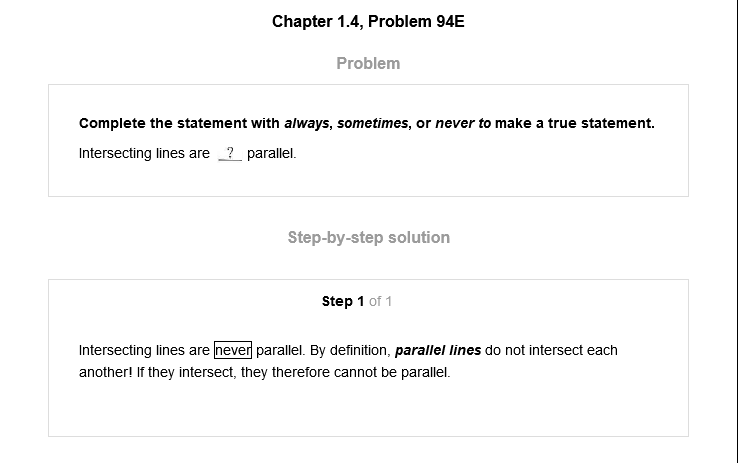 Chapter 1.4, Problem 94E
Problem
Complete the statement with always, sometimes, or never to make a true statement.
Intersecting lines are ? parallel.
Step-by-step solution
Step 1 of 1
Intersecting lines are never parallel. By definition, parallel lines do not intersect each
another! If they intersect, they therefore cannot be parallel.